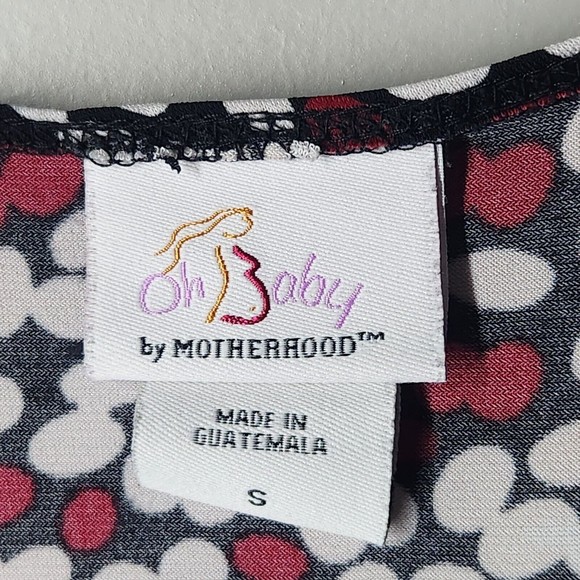 Oh Baby
by MOTHERHOOD™
MADE IN
GUATEMALA
S